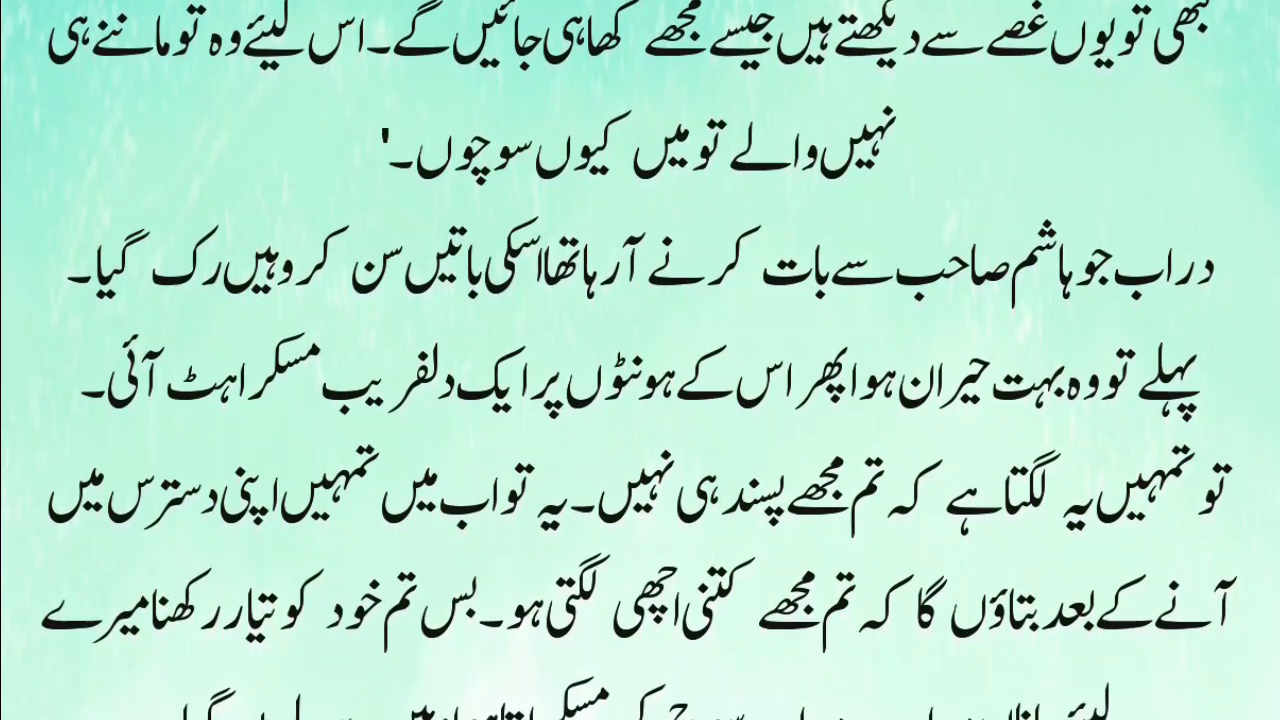 کبھی تو یوں غصے سے دیکھتے ہیں جیسے مجھے کھا ہی جائیں گے۔ اس لیئے وہ تو ماننے ہی
نہیں والے تو میں کیوں سوچوں۔'
دراب جو ہاشم صاحب سے بات کرنے آ رہا تھا اسکی باتیں سن کر وہیں رک گیا۔
پہلے تو وہ بہت حیران ہوا پھر اس کے ہونٹوں پر ایک دلفریب مسکراہٹ آئی۔
تو تمہیں یہ لگتا ہے کہ تم مجھے پسند ہی نہیں۔ یہ تو اب میں تمہیں اپنی دسترس میں
آنے کے بعد بتاؤں گا کہ تم مجھے کتنی اچھی لگتی ہو۔ بس تم خود کو تیار رکھنا میرے
لیئے